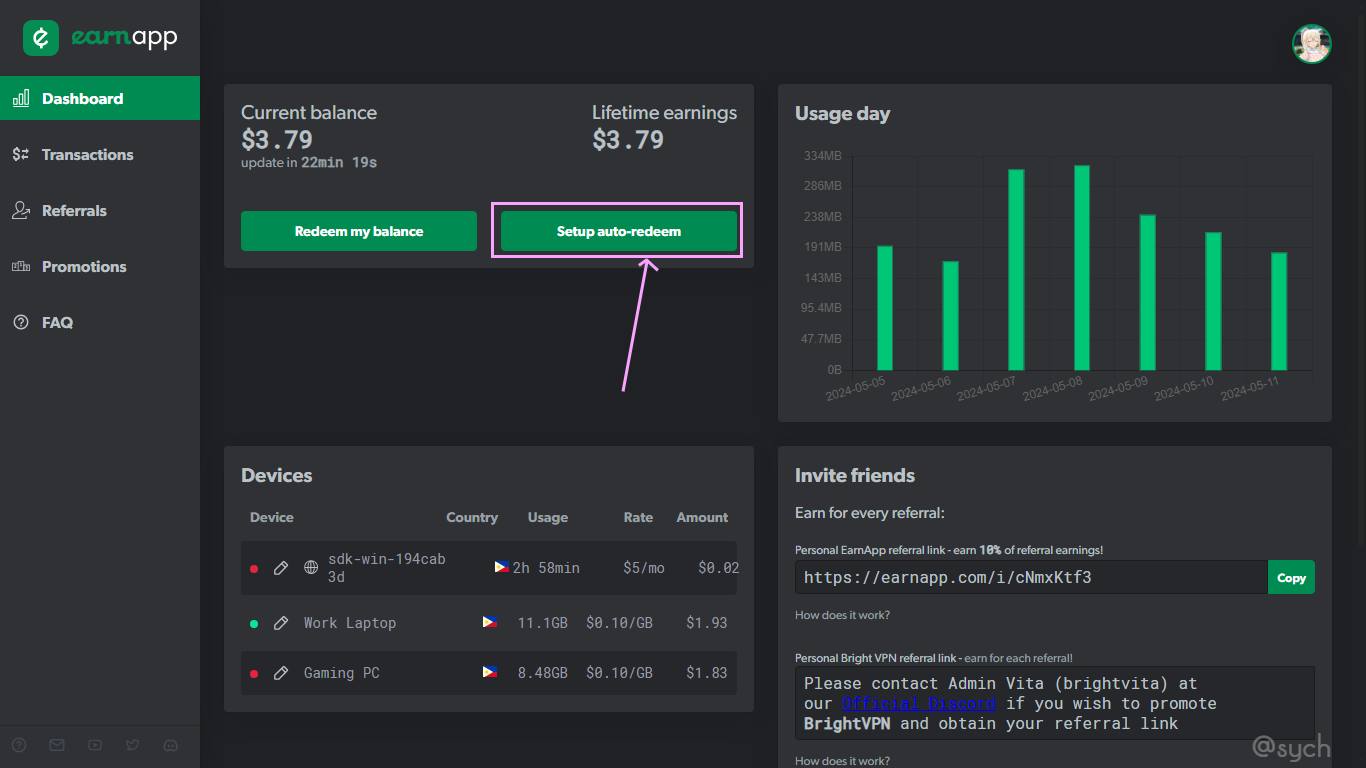 earnapp
Dashboard
Transactions
Referrals
Promotions
FAQ
Current balance
$3.79
update in 22min 19s
Lifetime earnings
$3.79
Redeem my balance
Setup auto-redeem
Usage day
334MB
286MB
238MB
191MB
143MB
95.4MB
47.7MB
0B
2024-05-05 2024-05-06 2024-05-07 2024-05-08 2024-05-09 2024-05-10 2024-05-11
Devices
Device Country Usage Rate Amount
sdk-win-194cab
3d
2h 58min $5/mo $0.02
Work Laptop 11.1GB $0.10/GB $1.93
Gaming PC 8.48GB $0.10/GB $1.83
Invite friends
Earn for every referral:
Personal EarnApp referral link - earn 10% of referral earnings!
https://earnapp.com/i/cNmxKtf3 Copy
How does it work?
Personal Bright VPN referral link - earn for each referral!
Please contact Admin Vita (brightvita) at
our Official Discord if you wish to promote
BrightVPN and obtain your referral link
How does it work?
@sych